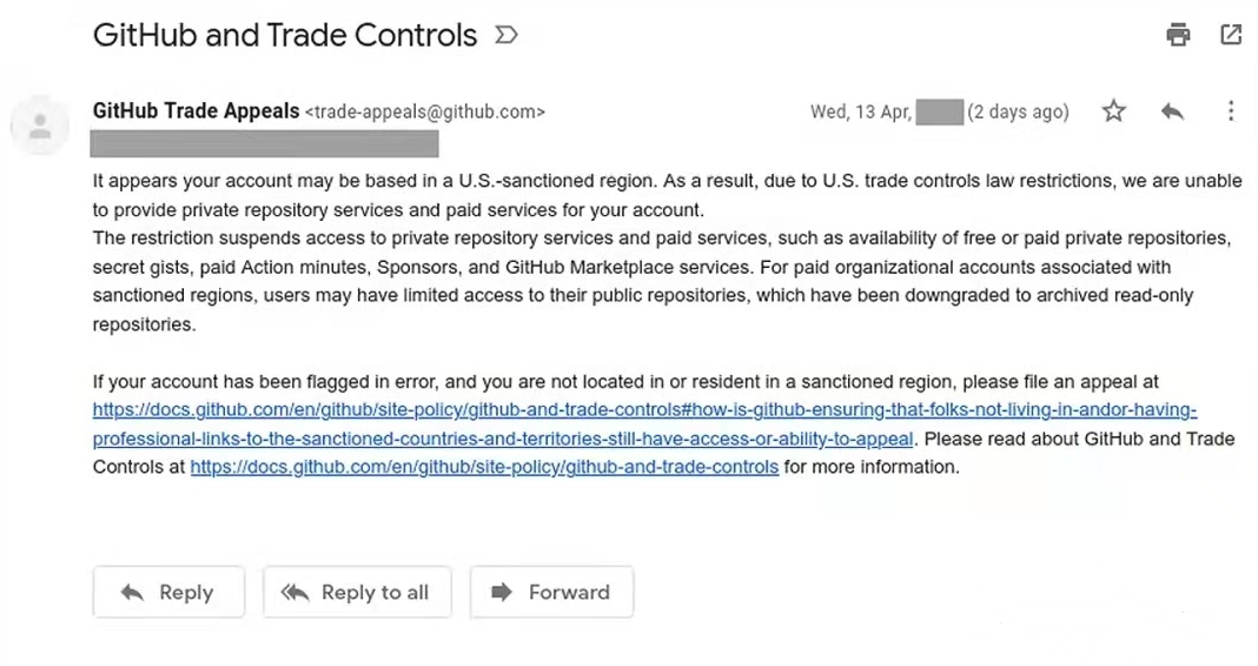 GitHub and Trade Controls
GitHub Trade Appeals <trade-appeals@github.com>
Wed, 13 Apr, (2 days ago)
It appears your account may be based in a U.S.-sanctioned region. As a result, due to U.S. trade controls law restrictions, we are unable
to provide private repository services and paid services for your account.
The restriction suspends access to private repository services and paid services, such as availability of free or paid private repositories,
secret gists, paid Action minutes, Sponsors, and GitHub Marketplace services. For paid organizational accounts associated with
sanctioned regions, users may have limited access to their public repositories, which have been downgraded to archived read-only
repositories.
If your account has been flagged in error, and you are not located in or resident in a sanctioned region, please file an appeal at
https://docs.github.com/en/github/site-policy/github-and-trade-controls#how-is-github-ensuring-that-folks-not-living-in-andor-having-
professional-links-to-the-sanctioned-countries-and-territories-still-have-access-or-ability-to-appeal. Please read about GitHub and Trade
Controls at https://docs.github.com/en/github/site-policy/github-and-trade-controls for more information.
Reply
Reply to all
Forward